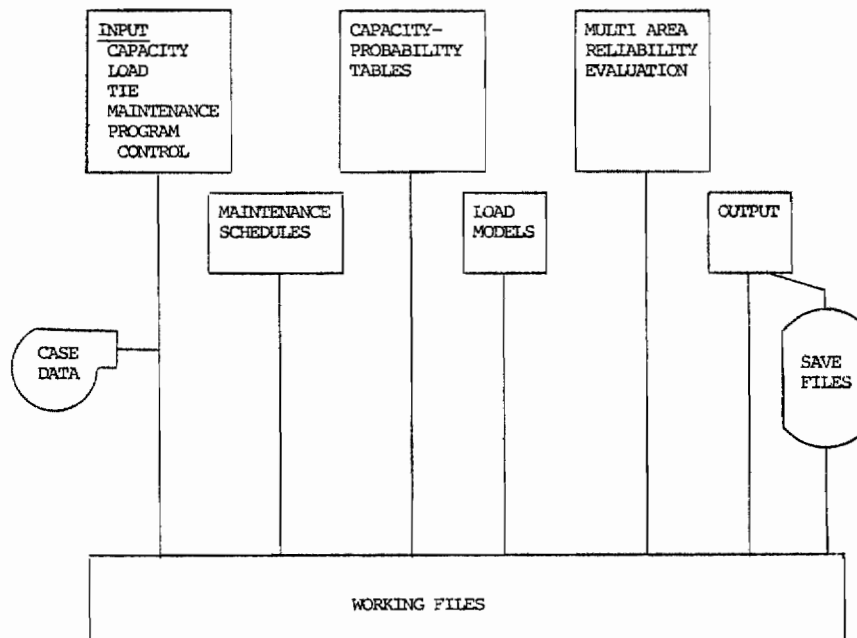 INPUT
CAPACITY
LOAD
TIE
MAINTENANCE
PROGRAM
CONTROL
CAPACITY-
PROBABILITY
TABLES
MULTI AREA
RELIABILITY
EVALUATION
MAINTENANCE
SCHEDULES
LOAD
MODELS
OUTPUT
CASE
DATA
SAVE
FILES
WORKING FILES